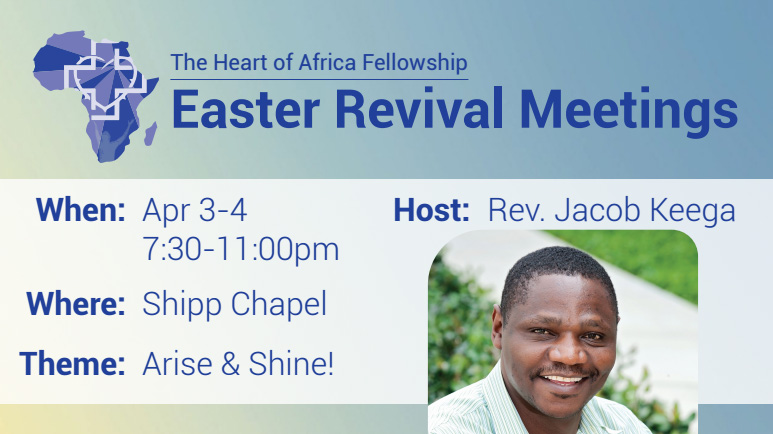 The Heart of Africa Fellowship
Easter Revival Meetings
When: Apr 3-4
7:30-11:00pm
Where: Shipp Chapel
Theme: Arise & Shine!
Host: Rev. Jacob Keega